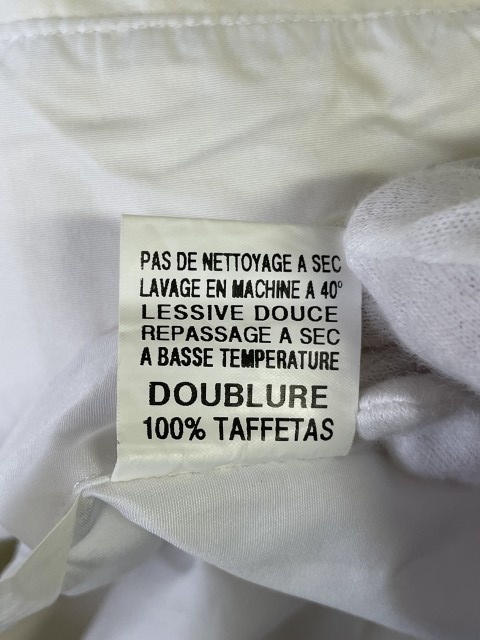 PAS DE NETTOYAGE A SEC
LAVAGE EN MACHINE A 40°
LESSIVE DOUCE
REPASSAGE A SEC
A BASSE TEMPERATURE
DOUBLURE
100% TAFFETAS